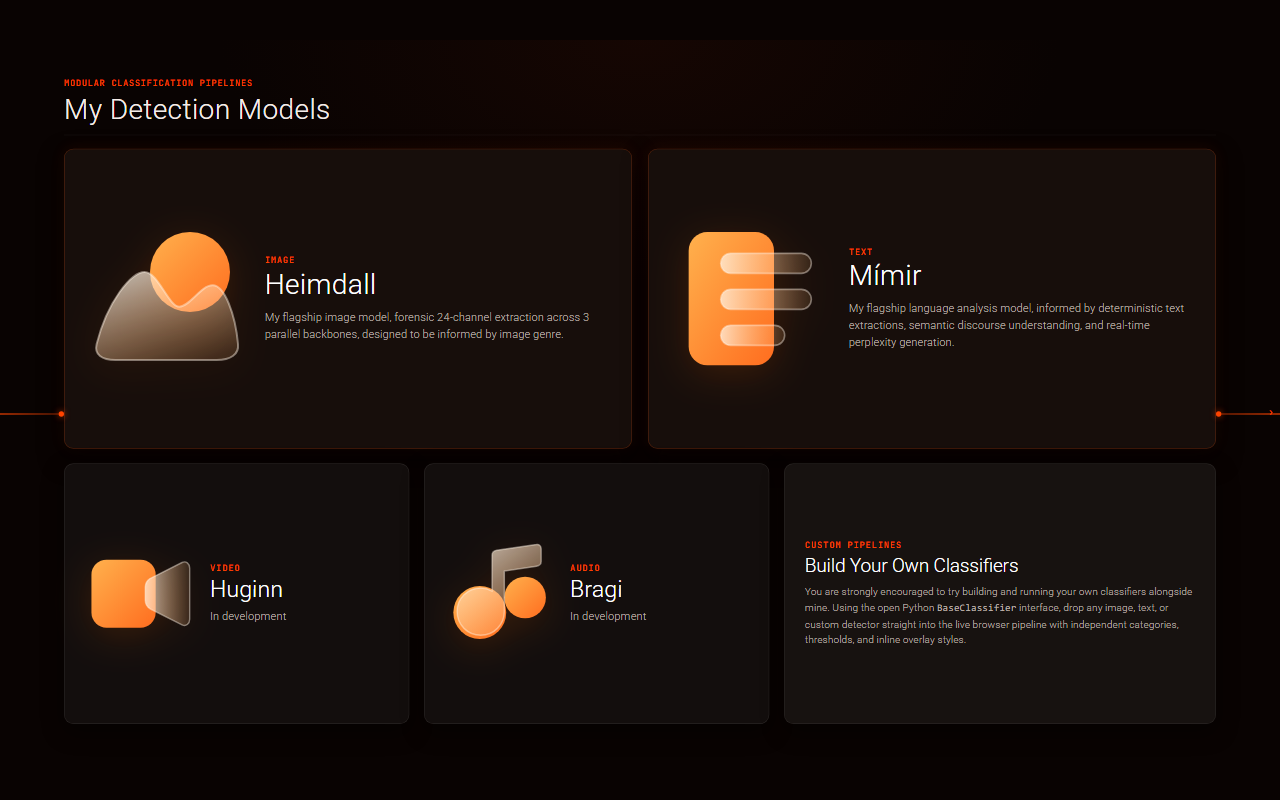 MODULAR CLASSIFICATION PIPELINES
My Detection Models
IMAGE
Heimdall
My flagship image model, forensic 24-channel extraction across 3
parallel backbones, designed to be informed by image genre.
TEXT
Mímir
My flagship language analysis model, informed by deterministic text
extractions, semantic discourse understanding, and real-time
perplexity generation.
VIDEO
Huginn
In development
AUDIO
Bragi
In development
CUSTOM PIPELINES
Build Your Own Classifiers
You are strongly encouraged to try building and running your own classifiers alongside
mine. Using the open Python BaseClassifier interface, drop any image, text, or
custom detector straight into the live browser pipeline with independent categories,
thresholds, and inline overlay styles.